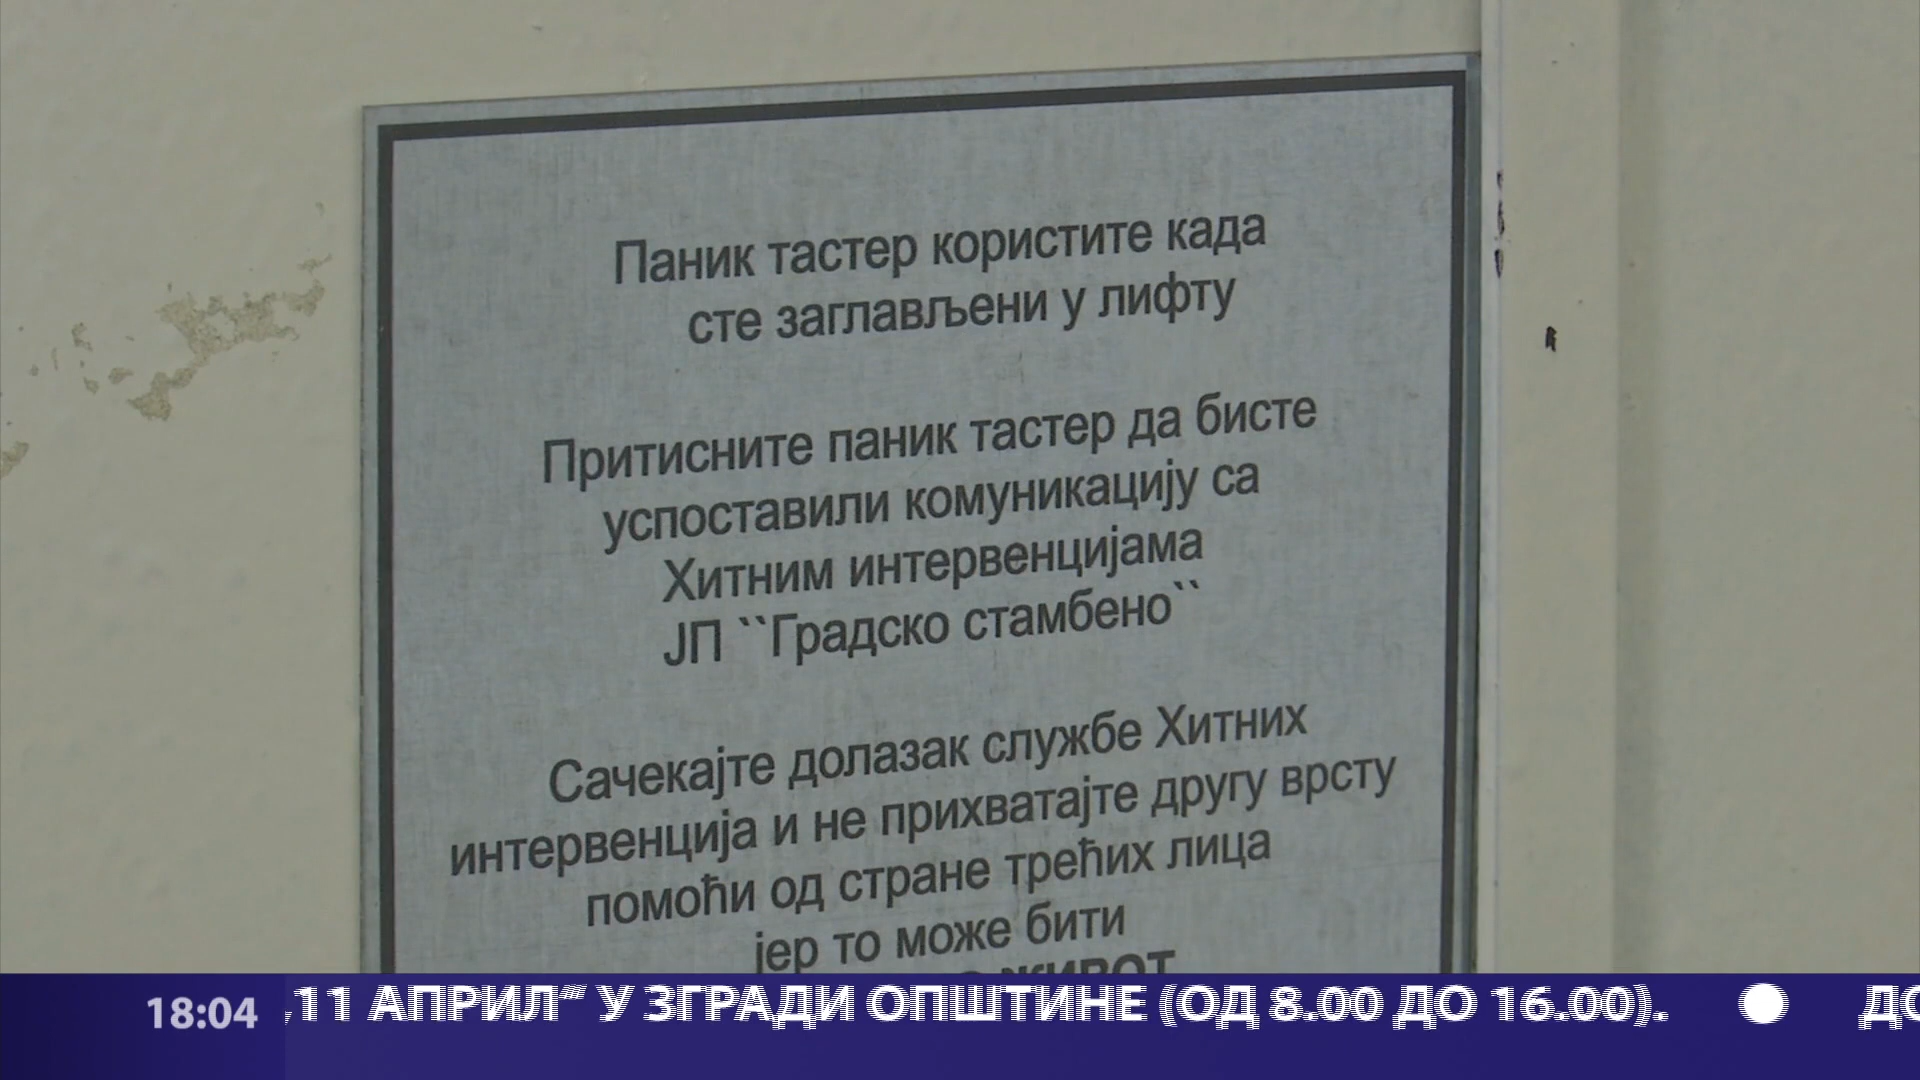 Паник тастер користите када
сте заглављени у лифту
Притисните паник тастер да бисте
успоставили комуникацију са
Хитним интервенцијама
ЈП ``Градско стамбено``
Сачекајте долазак службе Хитних
интервенција и не прихватајте другу врсту
помоћи од стране трећих лица
јер то може бити
живот
18:04
„11 АПРИЛ“ У ЗГРАДИ ОПШТИНЕ (ОД 8.00 ДО 16.00).